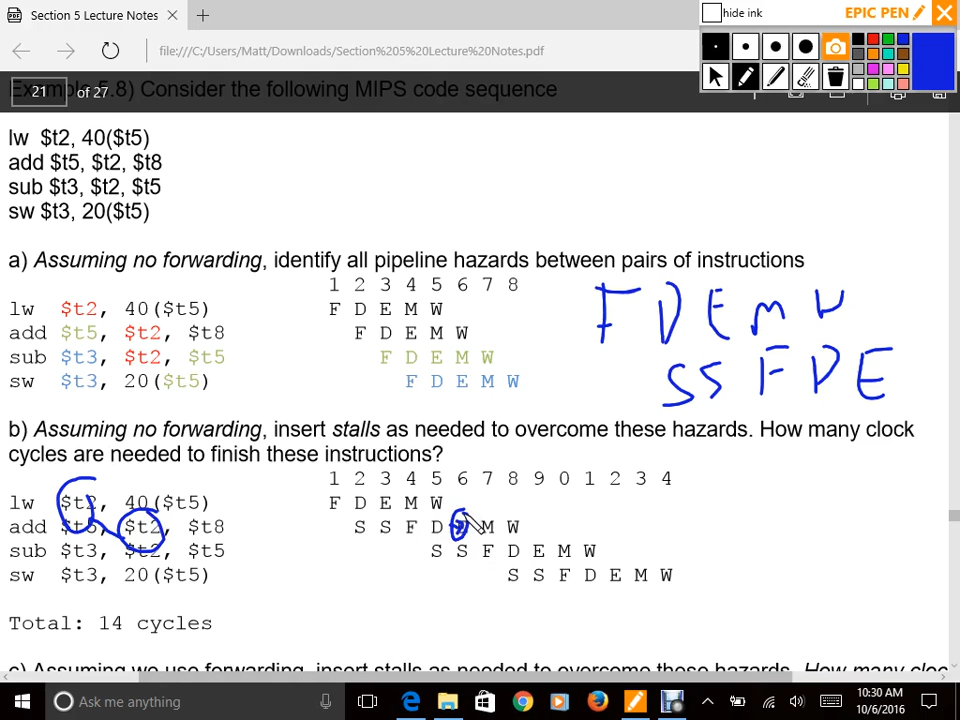 Section 5 Lecture Notes
hide ink
EPIC PEN
file:///C:/Users/Matt/Downloads/Section%205%20Lecture%20Notes.pdf
21 of 27
5.8) Consider the following MIPS code sequence
lw $t2, 40($t5)
add $t5, $t2, $t8
sub $t3, $t2, $t5
sw $t3, 20($t5)
a) Assuming no forwarding, identify all pipeline hazards between pairs of instructions
1 2 3 4 5 6 7 8
lw $t2, 40($t5) F D E M W
add $t5, $t2, $t8 F D E M W
sub $t3, $t2, $t5 F D E M W
sw $t3, 20($t5) F D E M W
F D E M W
S S F D E
b) Assuming no forwarding, insert stalls as needed to overcome these hazards. How many clock
cycles are needed to finish these instructions?
1 2 3 4 5 6 7 8 9 0 1 2 3 4
lw $t2, 40($t5) F D E M W
add $t5, $t2, $t8 S S F D M W
sub $t3, $t2, $t5 S S F D E M W
sw $t3, 20($t5) S S F D E M W
Total: 14 cycles
c) Assuming we use forwarding, insert stalls as needed to overcome these hazards. How many cloc
Ask me anything
10:30 AM
10/6/2016